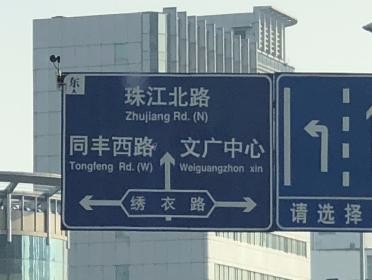 东
珠江北路
Zhujiang Rd. (N)
同丰西路
Tongfeng Rd. (W)
文广中心
Weiguangzhon xin
绣衣路
请选择